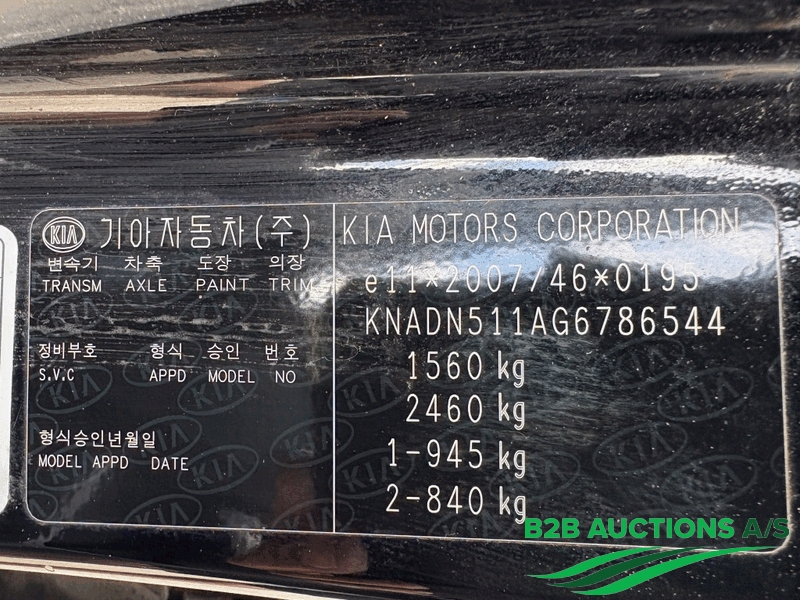 KIA 기아자동차(주)
변속기 차축 도장 의장
TRANSM AXLE PAINT TRIM
정비부호 형식 승인 번호
S.V.C APPD MODEL NO
형식승인년월일
MODEL APPD DATE
KIA MOTORS CORPORATION
e11*2007/46*0195
KNADN511AG6786544
1560 kg
2460 kg
1-945 kg
2-840 kg
B2B AUCTIONS A/S